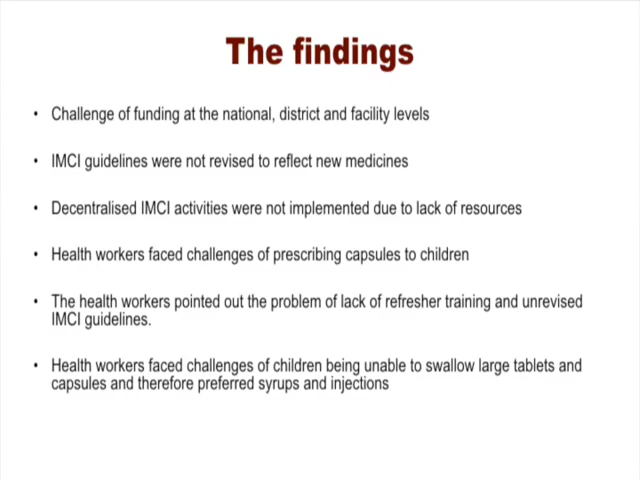 The findings
• Challenge of funding at the national, district and facility levels
• IMCI guidelines were not revised to reflect new medicines
• Decentralised IMCI activities were not implemented due to lack of resources
• Health workers faced challenges of prescribing capsules to children
• The health workers pointed out the problem of lack of refresher training and unrevised
IMCI guidelines.
• Health workers faced challenges of children being unable to swallow large tablets and
capsules and therefore preferred syrups and injections